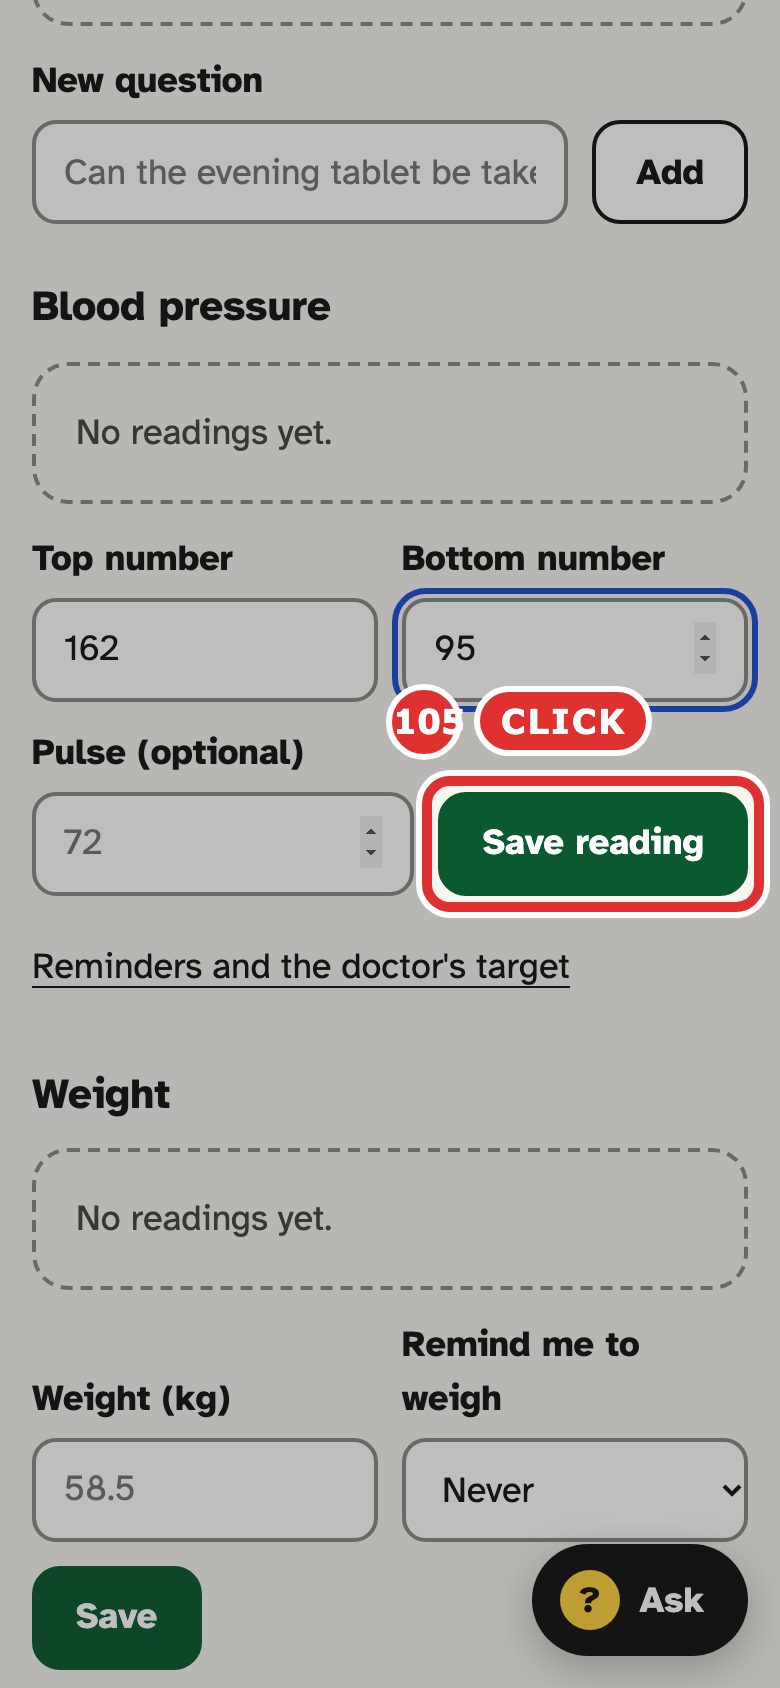 New question
Can the evening tablet be take
Add
Blood pressure
No readings yet.
Top number
Bottom number
162
95
105
CLICK
Pulse (optional)
72
Save reading
Reminders and the doctor's target
Weight
No readings yet.
Weight (kg)
Remind me to
weigh
58.5
Never
Save
? Ask